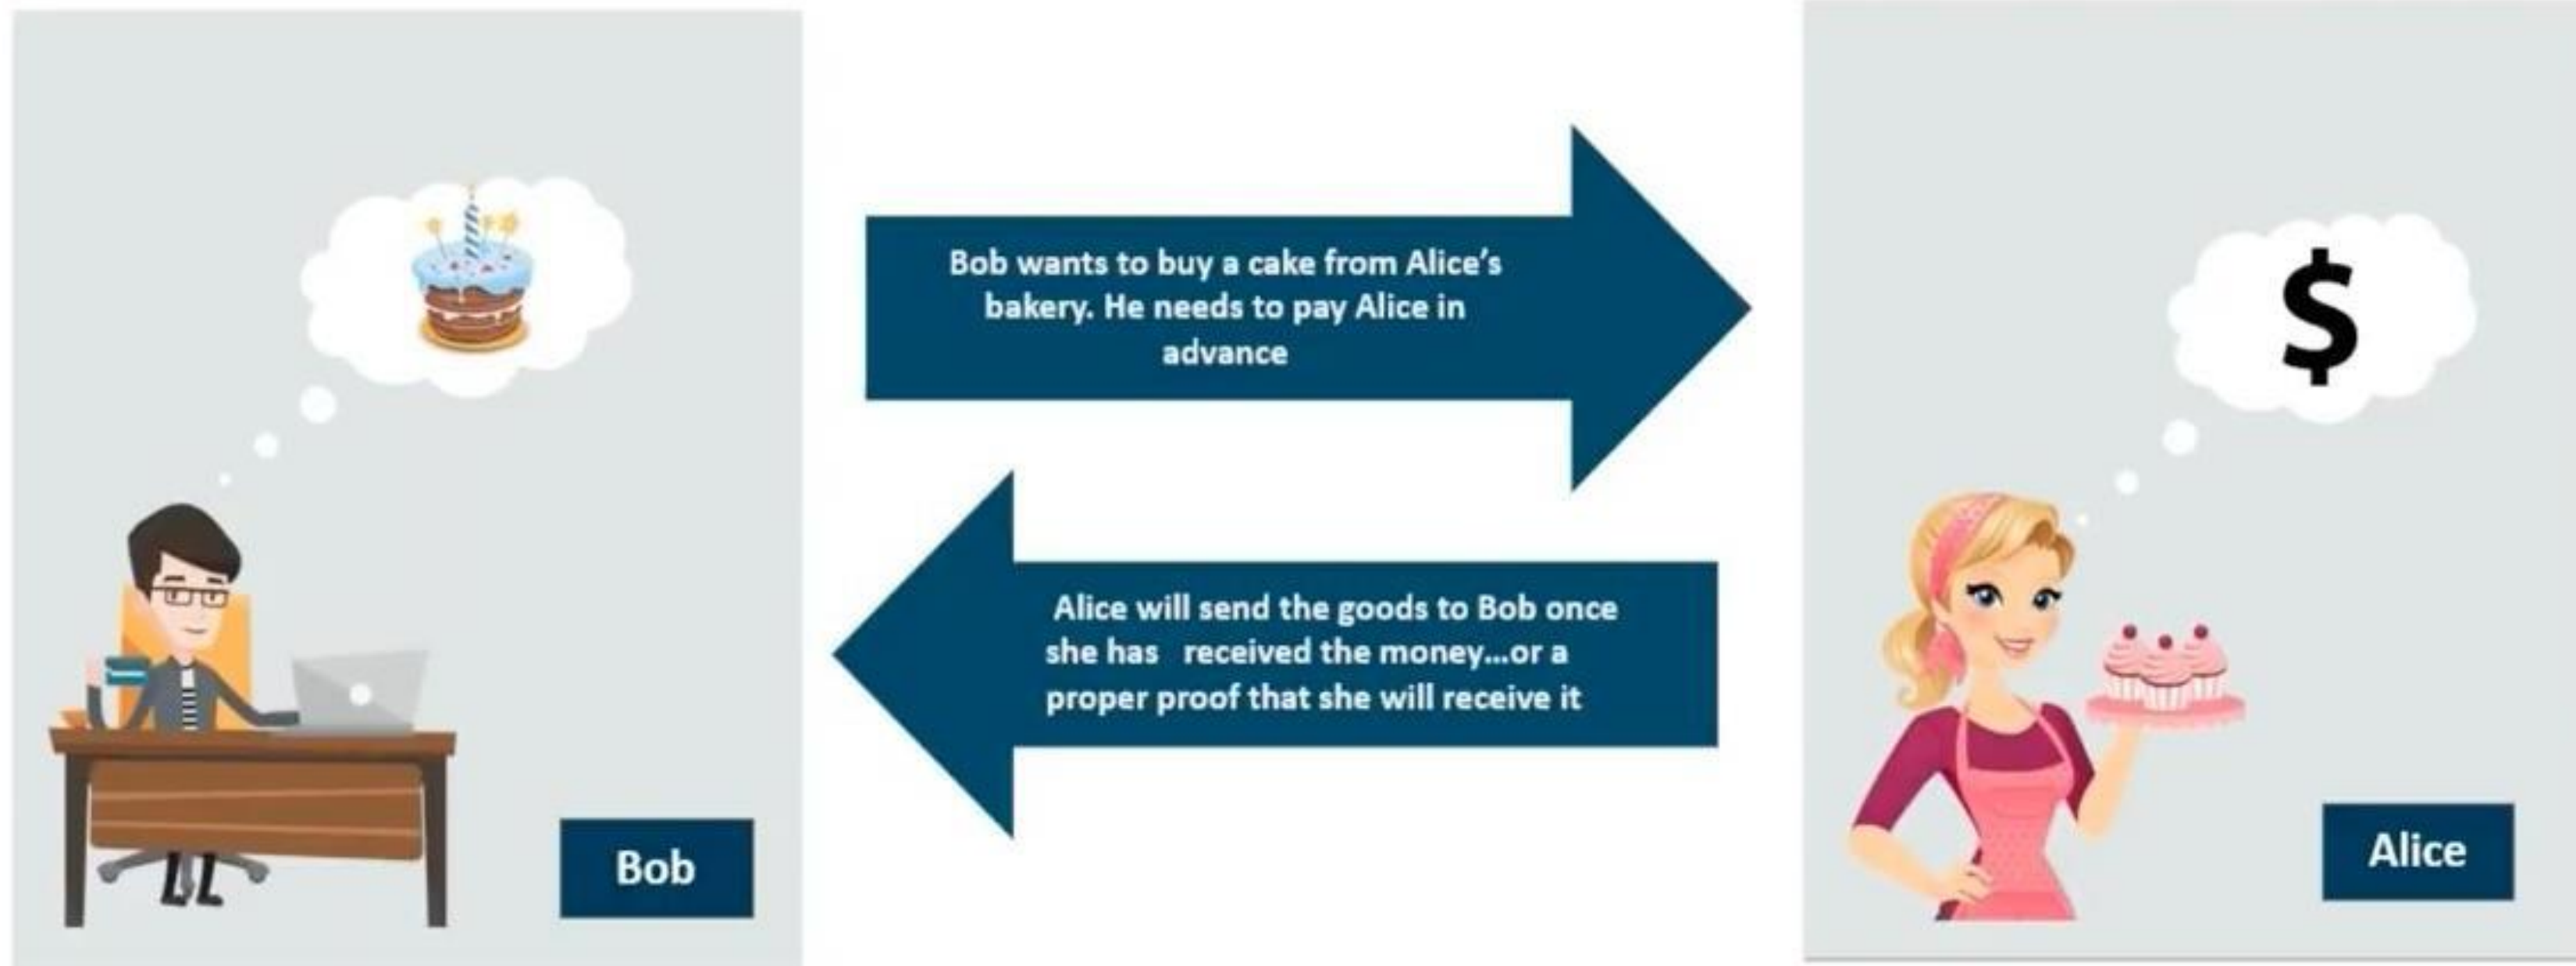 Bob wants to buy a cake from Alice's
bakery. He needs to pay Alice in
advance
$
Alice will send the goods to Bob once
she has received the money...or a
proper proof that she will receive it
Bob
Alice